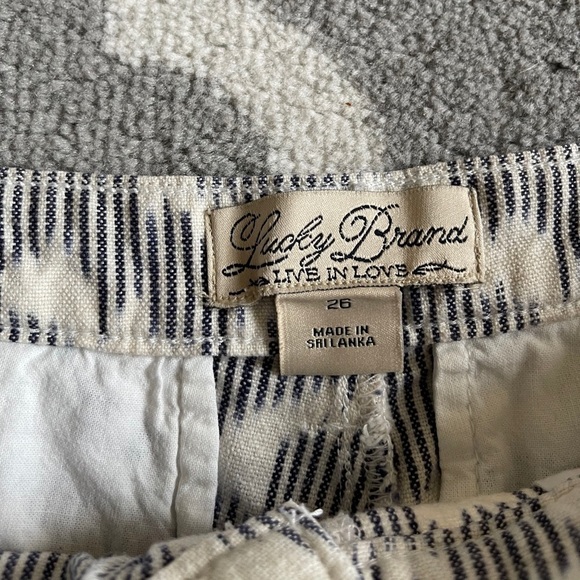 Lucky Brand
LIVE IN LOVE
26
MADE IN
SRI LANKA